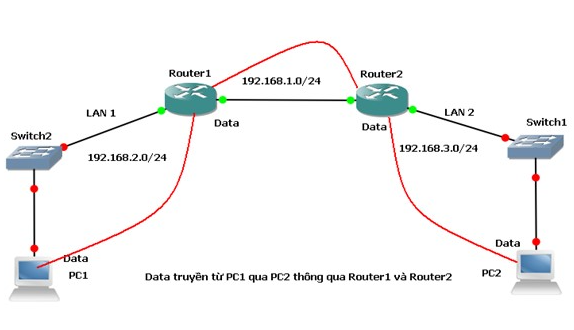 Router1
192.168.1.0/24
Router2
LAN 1
Data
Data
LAN 2
Switch1
Switch2
192.168.2.0/24
192.168.3.0/24
Data
PC1
Data
PC2
Data truyền từ PC1 qua PC2 thông qua Router1 và Router2